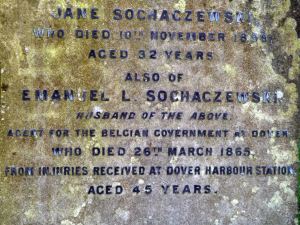 JANE SOCHACZEWSKI
WHO DIED 10TH NOVEMBER
AGED 32 YEARS
ALSO OF
EMANUEL L. SOCHACZEWSKI
HUSBAND OF THE ABOVE,
AGENT FOR THE BELGIAN GOVERNMENT AT DOVER
WHO DIED 26TH MARCH 1865,
FROM INJURIES RECEIVED AT DOVER HARBOUR STATION
AGED 45 YEARS.